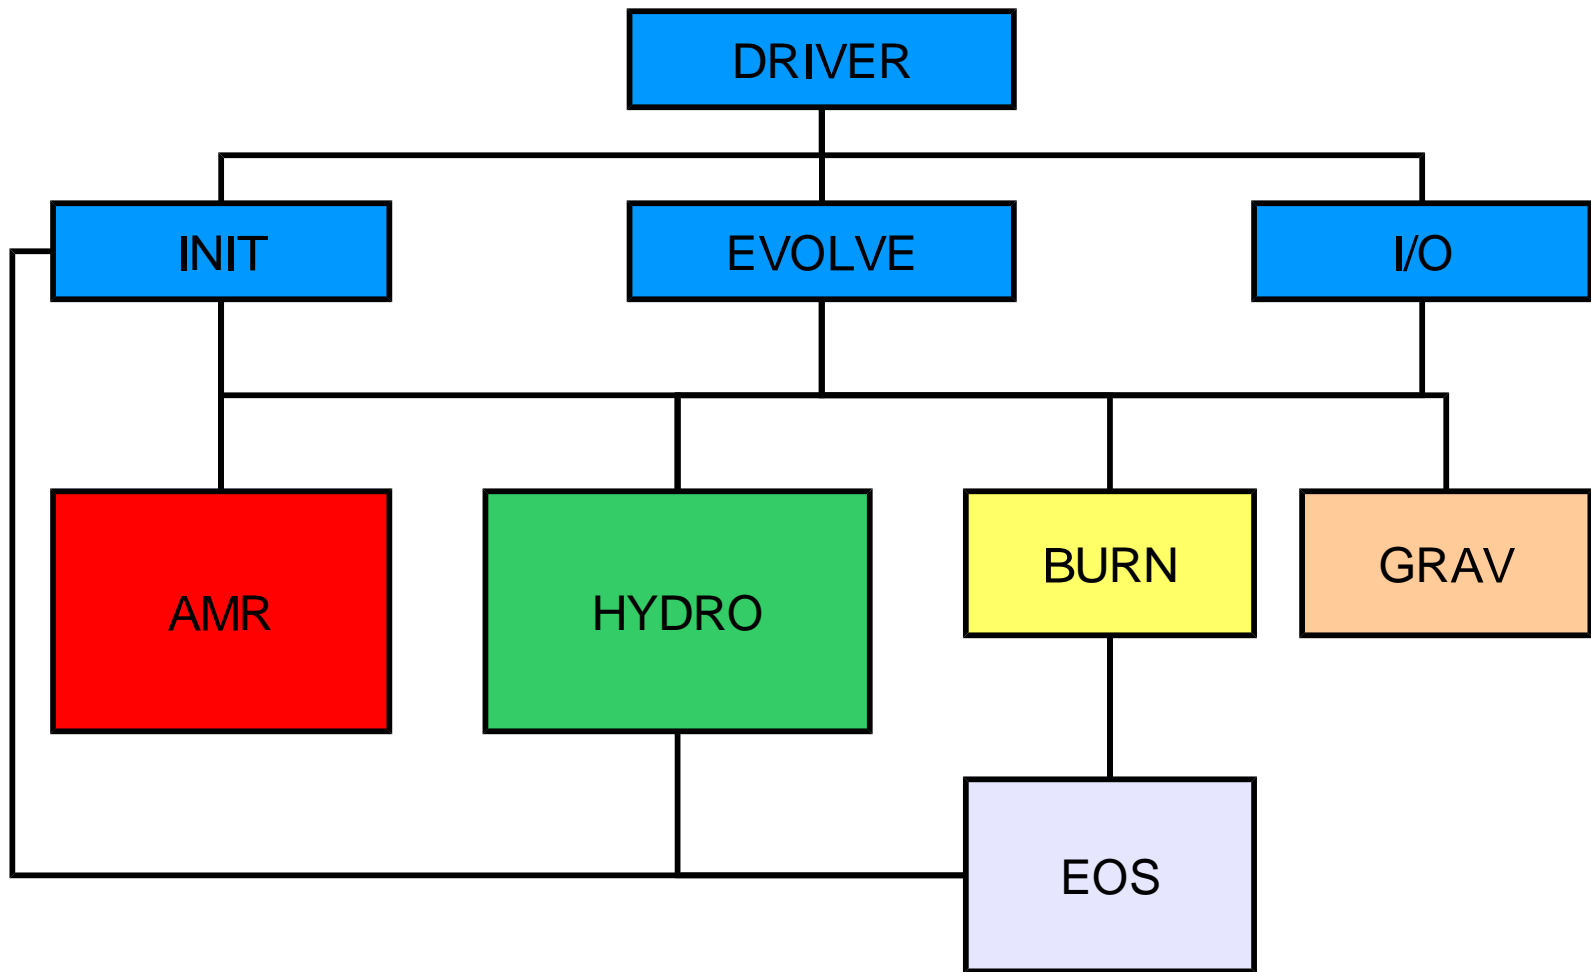 DRIVER
INIT
EVOLVE
I/O
AMR
HYDRO
BURN
GRAV
EOS